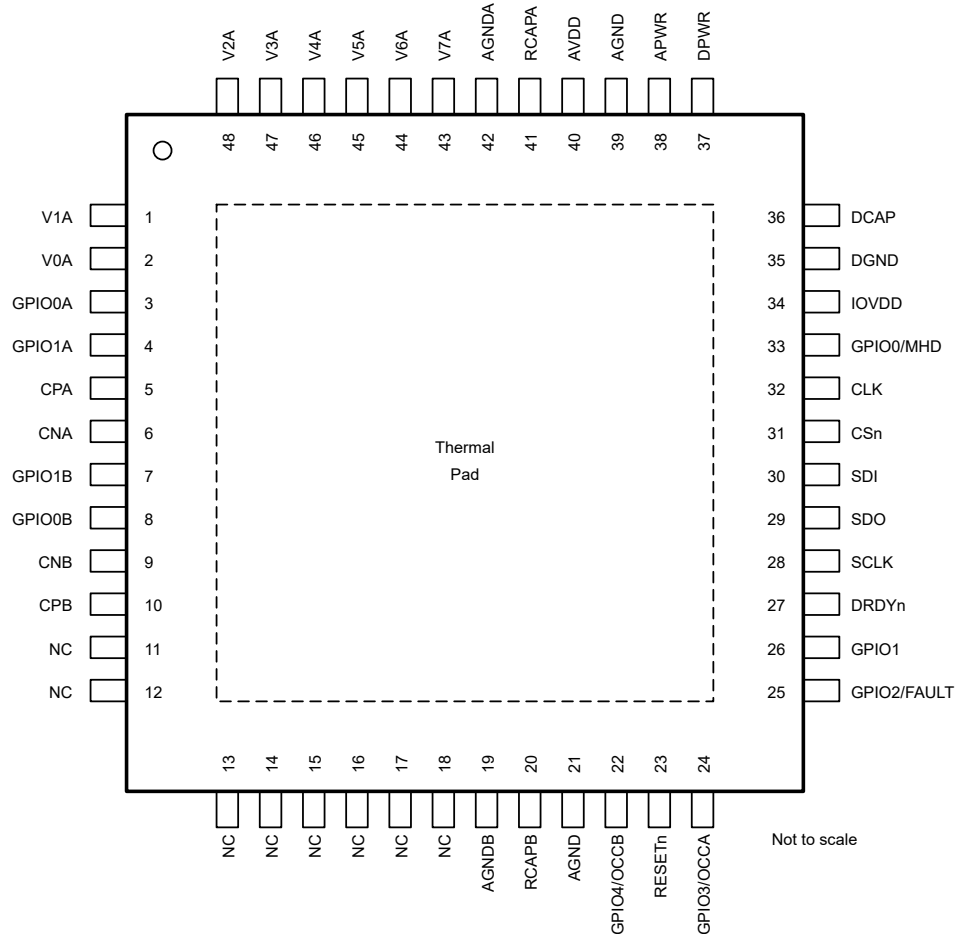 V2A
V3A
V4A
V5A
V6A
V7A
AGNDA
RCAPA
AVDD
AGND
APWR
DPWR
48
47
46
45
44
43
42
41
40
39
38
37
V1A 1
V0A 2
GPIO0A 3
GPIO1A 4
CPA 5
CNA 6
GPIO1B 7
GPIO0B 8
CNB 9
CPB 10
NC 11
NC 12
Thermal
Pad
36 DCAP
35 DGND
34 IOVDD
33 GPIO0/MHD
32 CLK
31 CSn
30 SDI
29 SDO
28 SCLK
27 DRDYn
26 GPIO1
25 GPIO2/FAULT
13
14
15
16
17
18
19
20
21
22
23
24
NC
NC
NC
NC
NC
NC
AGNDB
RCAPB
AGND
GPIO4/OCCB
RESETn
GPIO3/OCCA
Not to scale